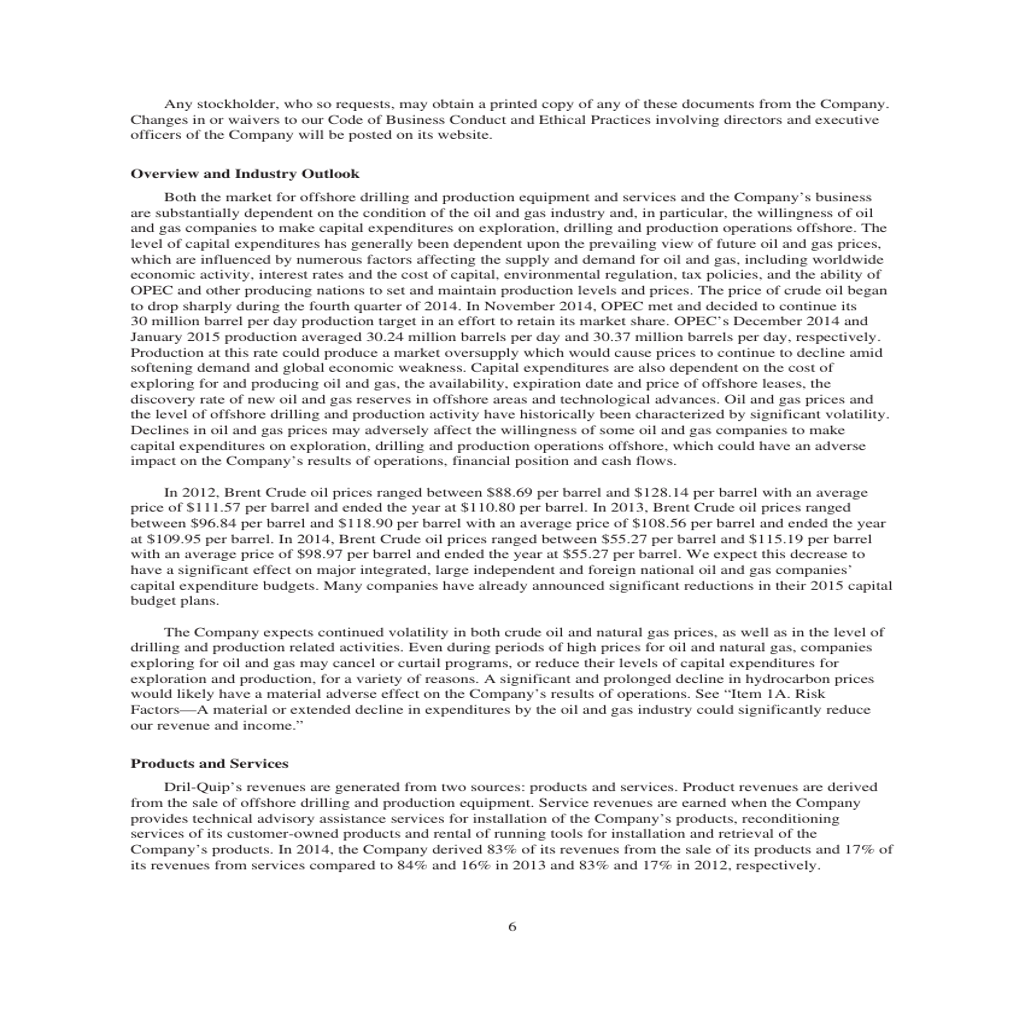 Any stockholder, who so requests, may obtain a printed copy of any of these documents from the Company.
Changes in or waivers to our Code of Business Conduct and Ethical Practices involving directors and executive
officers of the Company will be posted on its website.
Overview and Industry Outlook
Both the market for offshore drilling and production equipment and services and the Company’s business
are substantially dependent on the condition of the oil and gas industry and, in particular, the willingness of oil
and gas companies to make capital expenditures on exploration, drilling and production operations offshore. The
level of capital expenditures has generally been dependent upon the prevailing view of future oil and gas prices,
which are influenced by numerous factors affecting the supply and demand for oil and gas, including worldwide
economic activity, interest rates and the cost of capital, environmental regulation, tax policies, and the ability of
OPEC and other producing nations to set and maintain production levels and prices. The price of crude oil began
to drop sharply during the fourth quarter of 2014. In November 2014, OPEC met and decided to continue its
30 million barrel per day production target in an effort to retain its market share. OPEC’s December 2014 and
January 2015 production averaged 30.24 million barrels per day and 30.37 million barrels per day, respectively.
Production at this rate could produce a market oversupply which would cause prices to continue to decline amid
softening demand and global economic weakness. Capital expenditures are also dependent on the cost of
exploring for and producing oil and gas, the availability, expiration date and price of offshore leases, the
discovery rate of new oil and gas reserves in offshore areas and technological advances. Oil and gas prices and
the level of offshore drilling and production activity have historically been characterized by significant volatility.
Declines in oil and gas prices may adversely affect the willingness of some oil and gas companies to make
capital expenditures on exploration, drilling and production operations offshore, which could have an adverse
impact on the Company’s results of operations, financial position and cash flows.
In 2012, Brent Crude oil prices ranged between $88.69 per barrel and $128.14 per barrel with an average
price of $111.57 per barrel and ended the year at $110.80 per barrel. In 2013, Brent Crude oil prices ranged
between $96.84 per barrel and $118.90 per barrel with an average price of $108.56 per barrel and ended the year
at $109.95 per barrel. In 2014, Brent Crude oil prices ranged between $55.27 per barrel and $115.19 per barrel
with an average price of $98.97 per barrel and ended the year at $55.27 per barrel. We expect this decrease to
have a significant effect on major integrated, large independent and foreign national oil and gas companies’
capital expenditure budgets. Many companies have already announced significant reductions in their 2015 capital
budget plans.
The Company expects continued volatility in both crude oil and natural gas prices, as well as in the level of
drilling and production related activities. Even during periods of high prices for oil and natural gas, companies
exploring for oil and gas may cancel or curtail programs, or reduce their levels of capital expenditures for
exploration and production, for a variety of reasons. A significant and prolonged decline in hydrocarbon prices
would likely have a material adverse effect on the Company’s results of operations. See “Item 1A. Risk
Factors—A material or extended decline in expenditures by the oil and gas industry could significantly reduce
our revenue and income.”
Products and Services
Dril-Quip’s revenues are generated from two sources: products and services. Product revenues are derived
from the sale of offshore drilling and production equipment. Service revenues are earned when the Company
provides technical advisory assistance services for installation of the Company’s products, reconditioning
services of its customer-owned products and rental of running tools for installation and retrieval of the
Company’s products. In 2014, the Company derived 83% of its revenues from the sale of its products and 17% of
its revenues from services compared to 84% and 16% in 2013 and 83% and 17% in 2012, respectively.
6